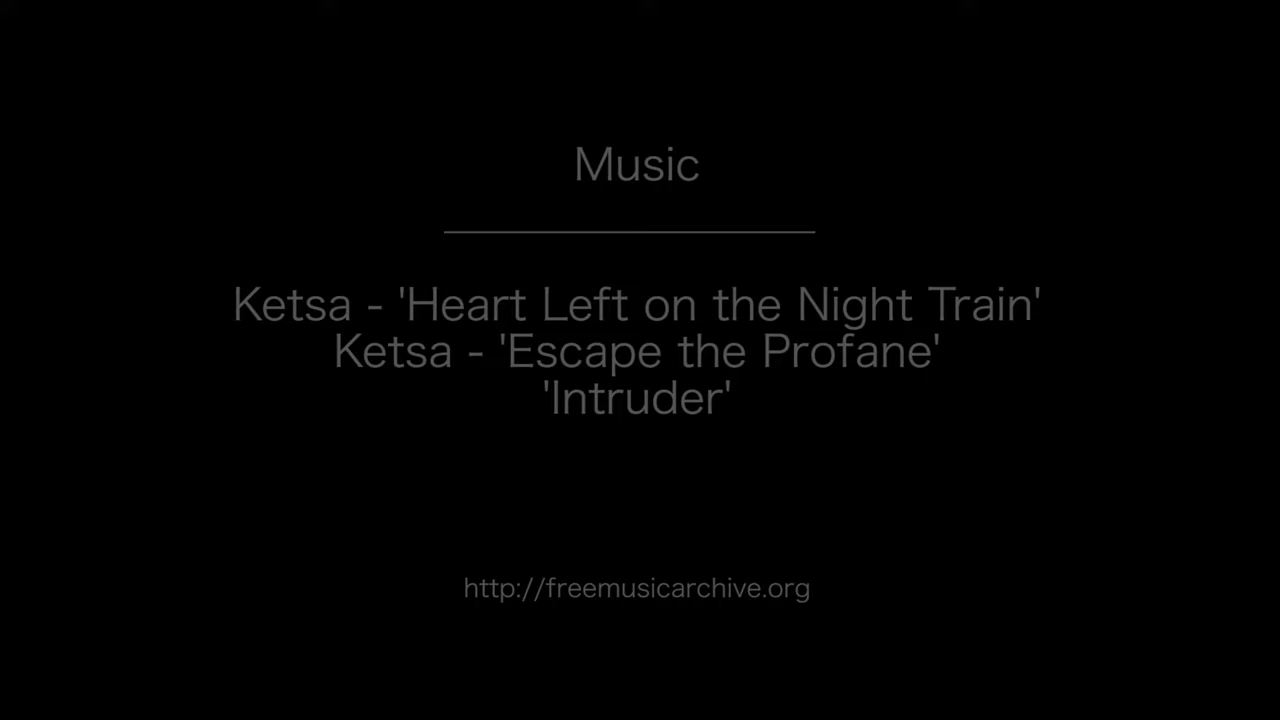 Music
Ketsa - 'Heart Left on the Night Train'
Ketsa - 'Escape the Profane'
'Intruder'
http://freemusicarchive.org